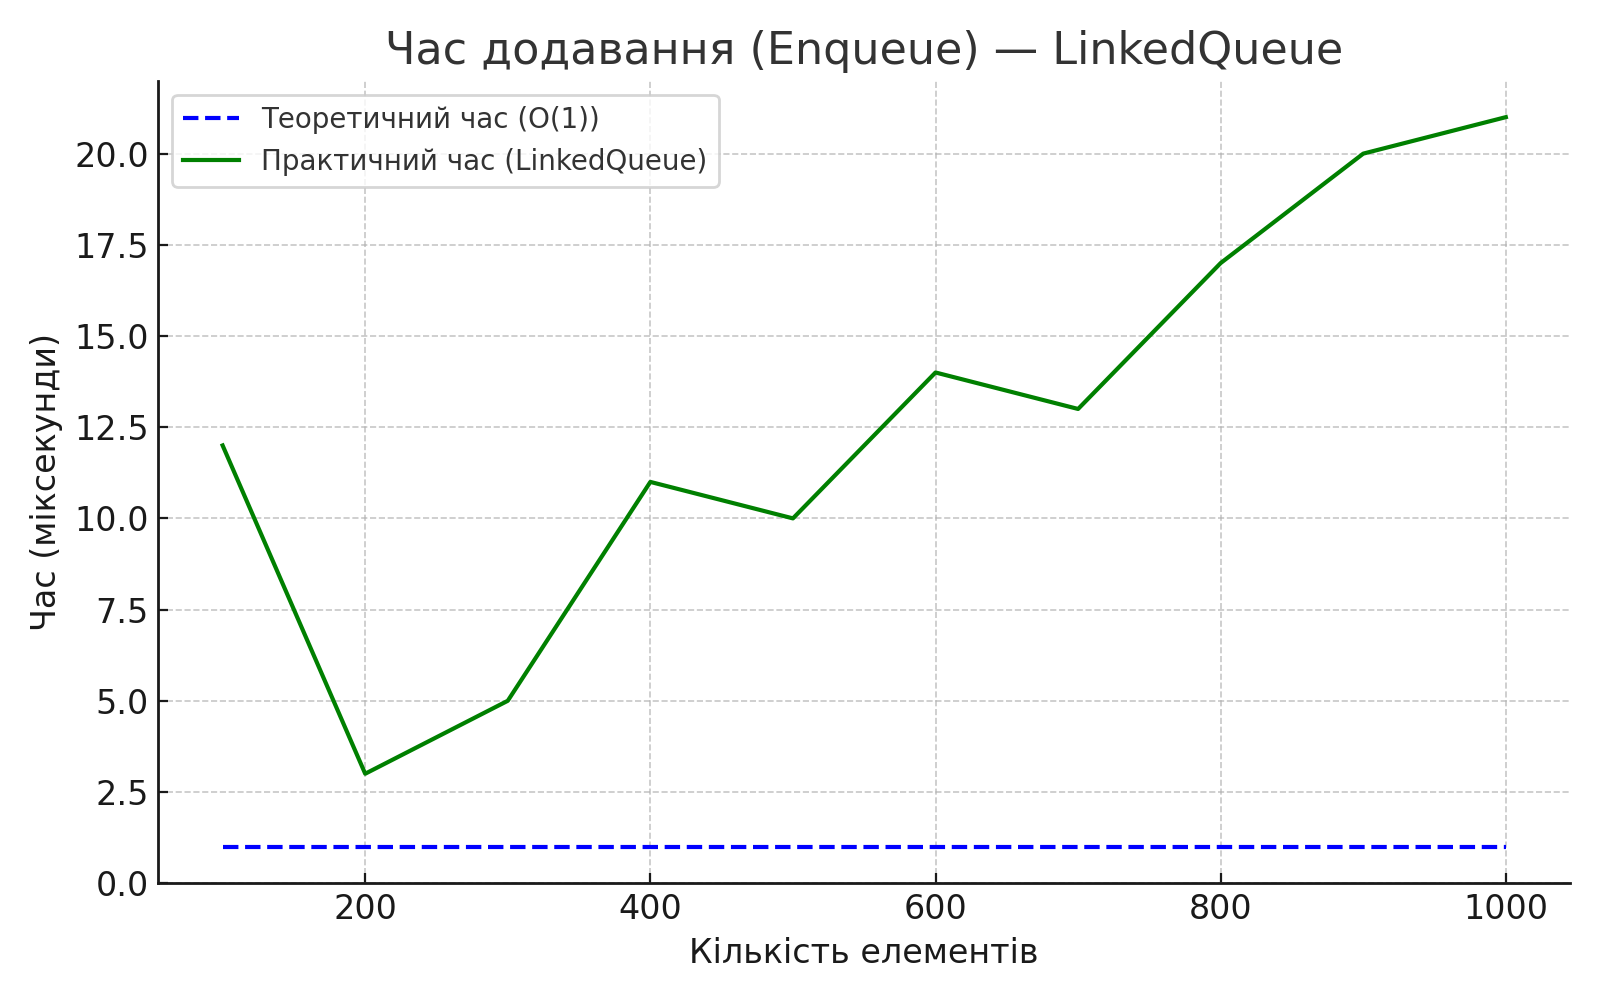 Час додавання (Enqueue) — LinkedQueue
Теоретичний час (O(1))
Практичний час (LinkedQueue)
20.0
17.5
15.0
12.5
10.0
7.5
5.0
2.5
0.0
Час (міксекунди)
200 400 600 800 1000
Кількість елементів